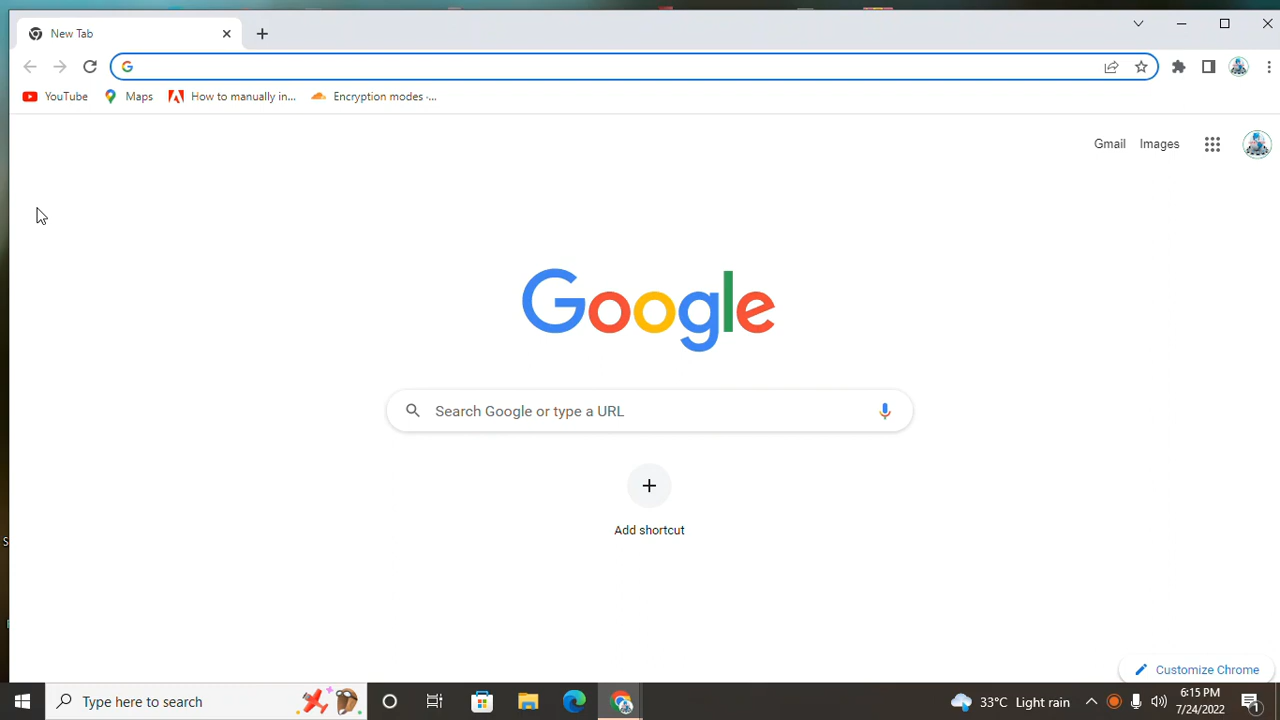 New Tab
YouTube
Maps
How to manually in...
Encryption modes -...
Gmail
Images
Google
Search Google or type a URL
Add shortcut
Customize Chrome
Type here to search
33°C Light rain
6:15 PM
7/24/2022
1